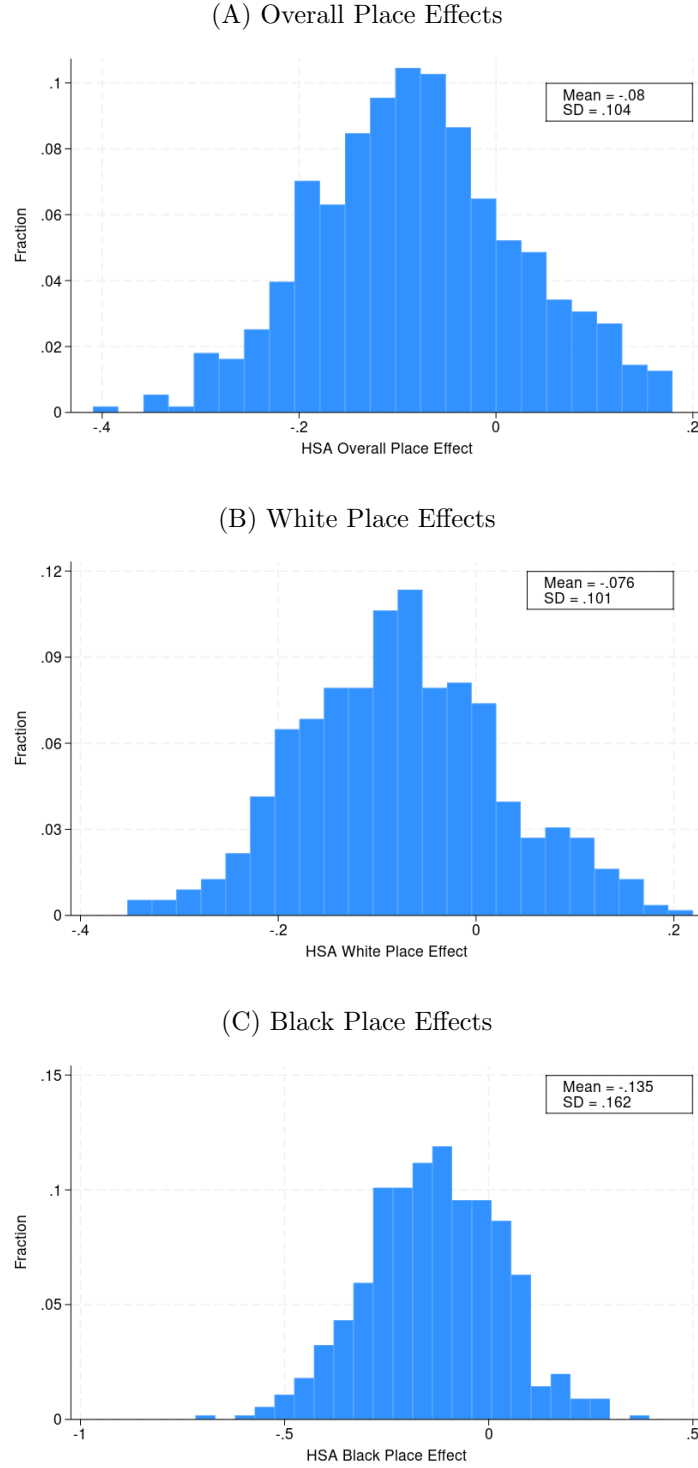 (A) Overall Place Effects
Mean = -.08
SD = .104
.1
.08
.06
.04
.02
0
Fraction
-.4
-.2
0
.2
HSA Overall Place Effect
(B) White Place Effects
Mean = -.076
SD = .101
.12
.09
.06
.03
0
Fraction
-.4
-.2
0
.2
HSA White Place Effect
(C) Black Place Effects
Mean = -.135
SD = .162
.15
.1
.05
0
Fraction
-1
-.5
0
.5
HSA Black Place Effect